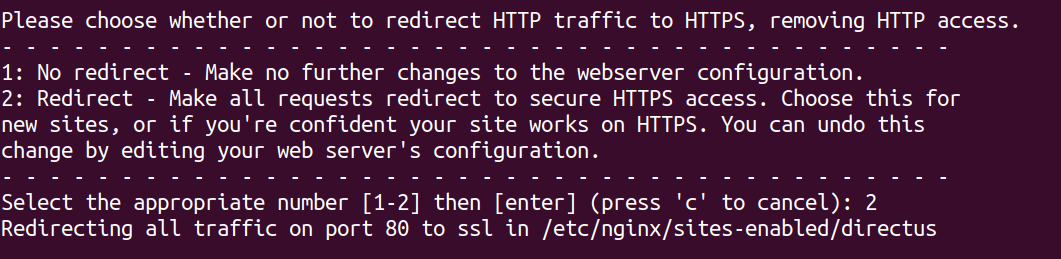 Please choose whether or not to redirect HTTP traffic to HTTPS, removing HTTP access.
- - - - - - - - - - - - - - - - - - - - - - - - - - - - - - - - - - - - - - - -
1: No redirect - Make no further changes to the webserver configuration.
2: Redirect - Make all requests redirect to secure HTTPS access. Choose this for
new sites, or if you're confident your site works on HTTPS. You can undo this
change by editing your web server's configuration.
- - - - - - - - - - - - - - - - - - - - - - - - - - - - - - - - - - - - - - - -
Select the appropriate number [1-2] then [enter] (press 'c' to cancel): 2
Redirecting all traffic on port 80 to ssl in /etc/nginx/sites-enabled/directus